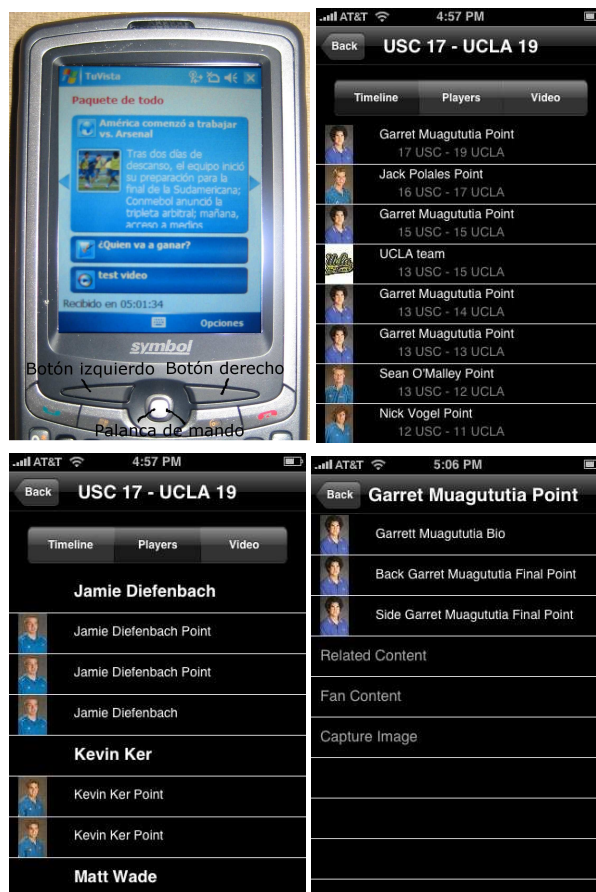 TuVista
Paquete de todo
América comenzó a trabajar
vs. Arsenal
Tras dos días de
descanso, el equipo inició
su preparación para la
final de la Sudamericana;
Conmebol anunció la
tripleta arbitral; mañana,
acceso a medios
¿Quien va a ganar?
test video
Recibido en 05:01:34
Opciones
symbol
Botón izquierdo Botón derecho
Palanca de mando
AT&T 4:57 PM
Back USC 17 - UCLA 19
Timeline Players Video
Garret Muagututia Point
17 USC - 19 UCLA
Jack Polales Point
16 USC - 17 UCLA
Garret Muagututia Point
15 USC - 15 UCLA
UCLA team
13 USC - 15 UCLA
Garret Muagututia Point
13 USC - 14 UCLA
Garret Muagututia Point
13 USC - 13 UCLA
Sean O'Malley Point
13 USC - 12 UCLA
Nick Vogel Point
12 USC - 11 UCLA
AT&T 4:57 PM
Back USC 17 - UCLA 19
Timeline Players Video
Jamie Diefenbach
Jamie Diefenbach Point
Jamie Diefenbach Point
Jamie Diefenbach
Kevin Ker
Kevin Ker Point
Kevin Ker Point
Matt Wade
AT&T 5:06 PM
Back Garret Muagututia Point
Garrett Muagututia Bio
Back Garret Muagututia Final Point
Side Garret Muagututia Final Point
Related Content
Fan Content
Capture Image